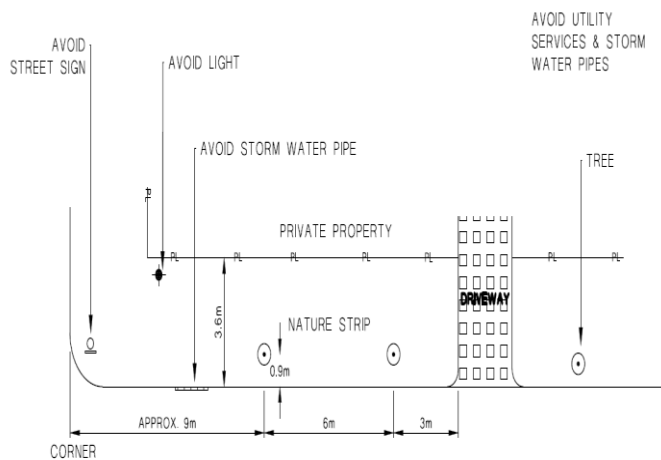 AVOID UTILITY
SERVICES & STORM
WATER PIPES
AVOID
STREET SIGN
AVOID LIGHT
AVOID STORM WATER PIPE
TREE
PL
PRIVATE PROPERTY
PL PL PL PL PL PL PL
DRIVEWAY
3.6m
NATURE STRIP
0.9m
APPROX. 9m
6m
3m
CORNER